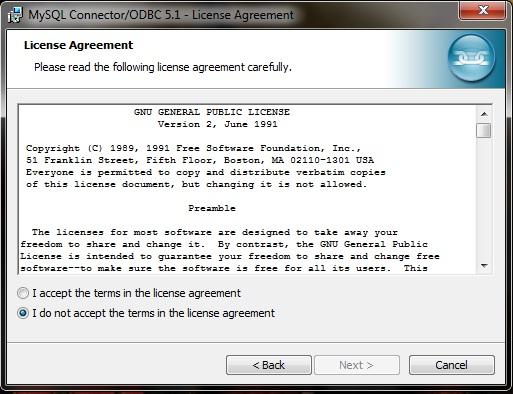 MySQL Connector/ODBC 5.1 - License Agreement
License Agreement
Please read the following license agreement carefully.
GNU GENERAL PUBLIC LICENSE
Version 2, June 1991
Copyright (C) 1989, 1991 Free Software Foundation, Inc.,
51 Franklin Street, Fifth Floor, Boston, MA 02110-1301 USA
Everyone is permitted to copy and distribute verbatim copies
of this license document, but changing it is not allowed.
Preamble
The licenses for most software are designed to take away your
freedom to share and change it.  By contrast, the GNU General Public
License is intended to guarantee your freedom to share and change free
software--to make sure the software is free for all its users.  This
I accept the terms in the license agreement
I do not accept the terms in the license agreement
< Back
Next >
Cancel